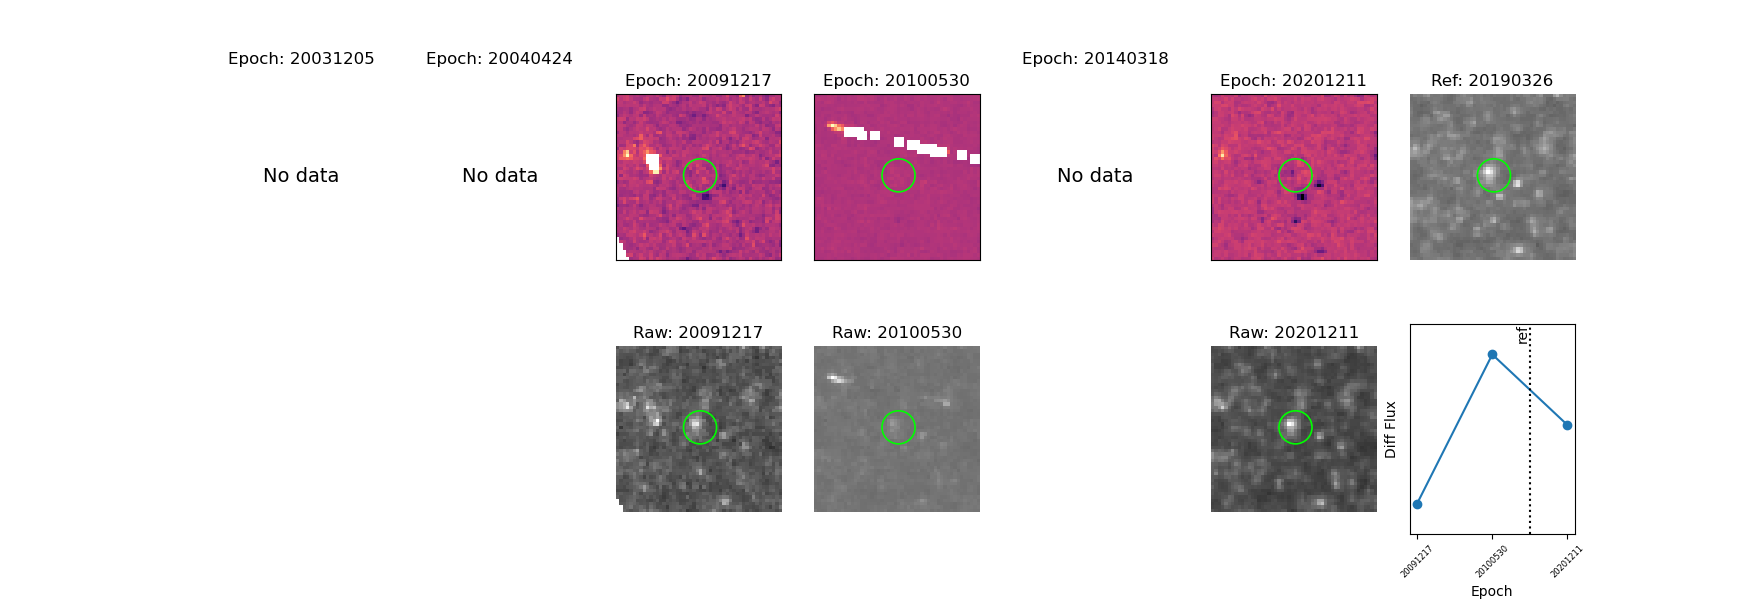 Epoch: 20031205
Epoch: 20040424
Epoch: 20091217
Epoch: 20100530
Epoch: 20140318
Epoch: 20201211
Ref: 20190326
No data
No data
No data
Raw: 20091217
Raw: 20100530
Raw: 20201211
ref
Diff Flux
20091217
20100530
20201211
Epoch